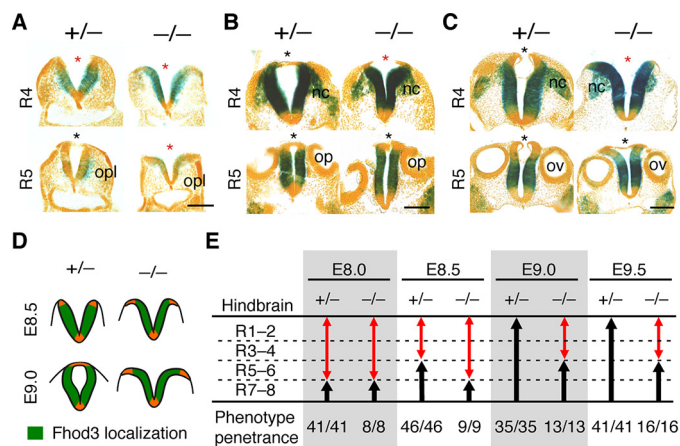 A
+/−
−/−
*
R4
*
*
R5
*
opl
opl
B
+/−
−/−
*
*
R4
nc
nc
*
*
R5
op
op
C
+/−
−/−
*
*
R4
nc
nc
*
*
R5
ov
ov
D
+/−
−/−
E8.5
E9.0
Fhod3 localization
E
E8.0 E8.5 E9.0 E9.5
Hindbrain +/− −/− +/− −/− +/− −/− +/− −/−
R1−2
R3−4
R5−6
R7−8
Phenotype
penetrance 41/41 8/8 46/46 9/9 35/35 13/13 41/41 16/16